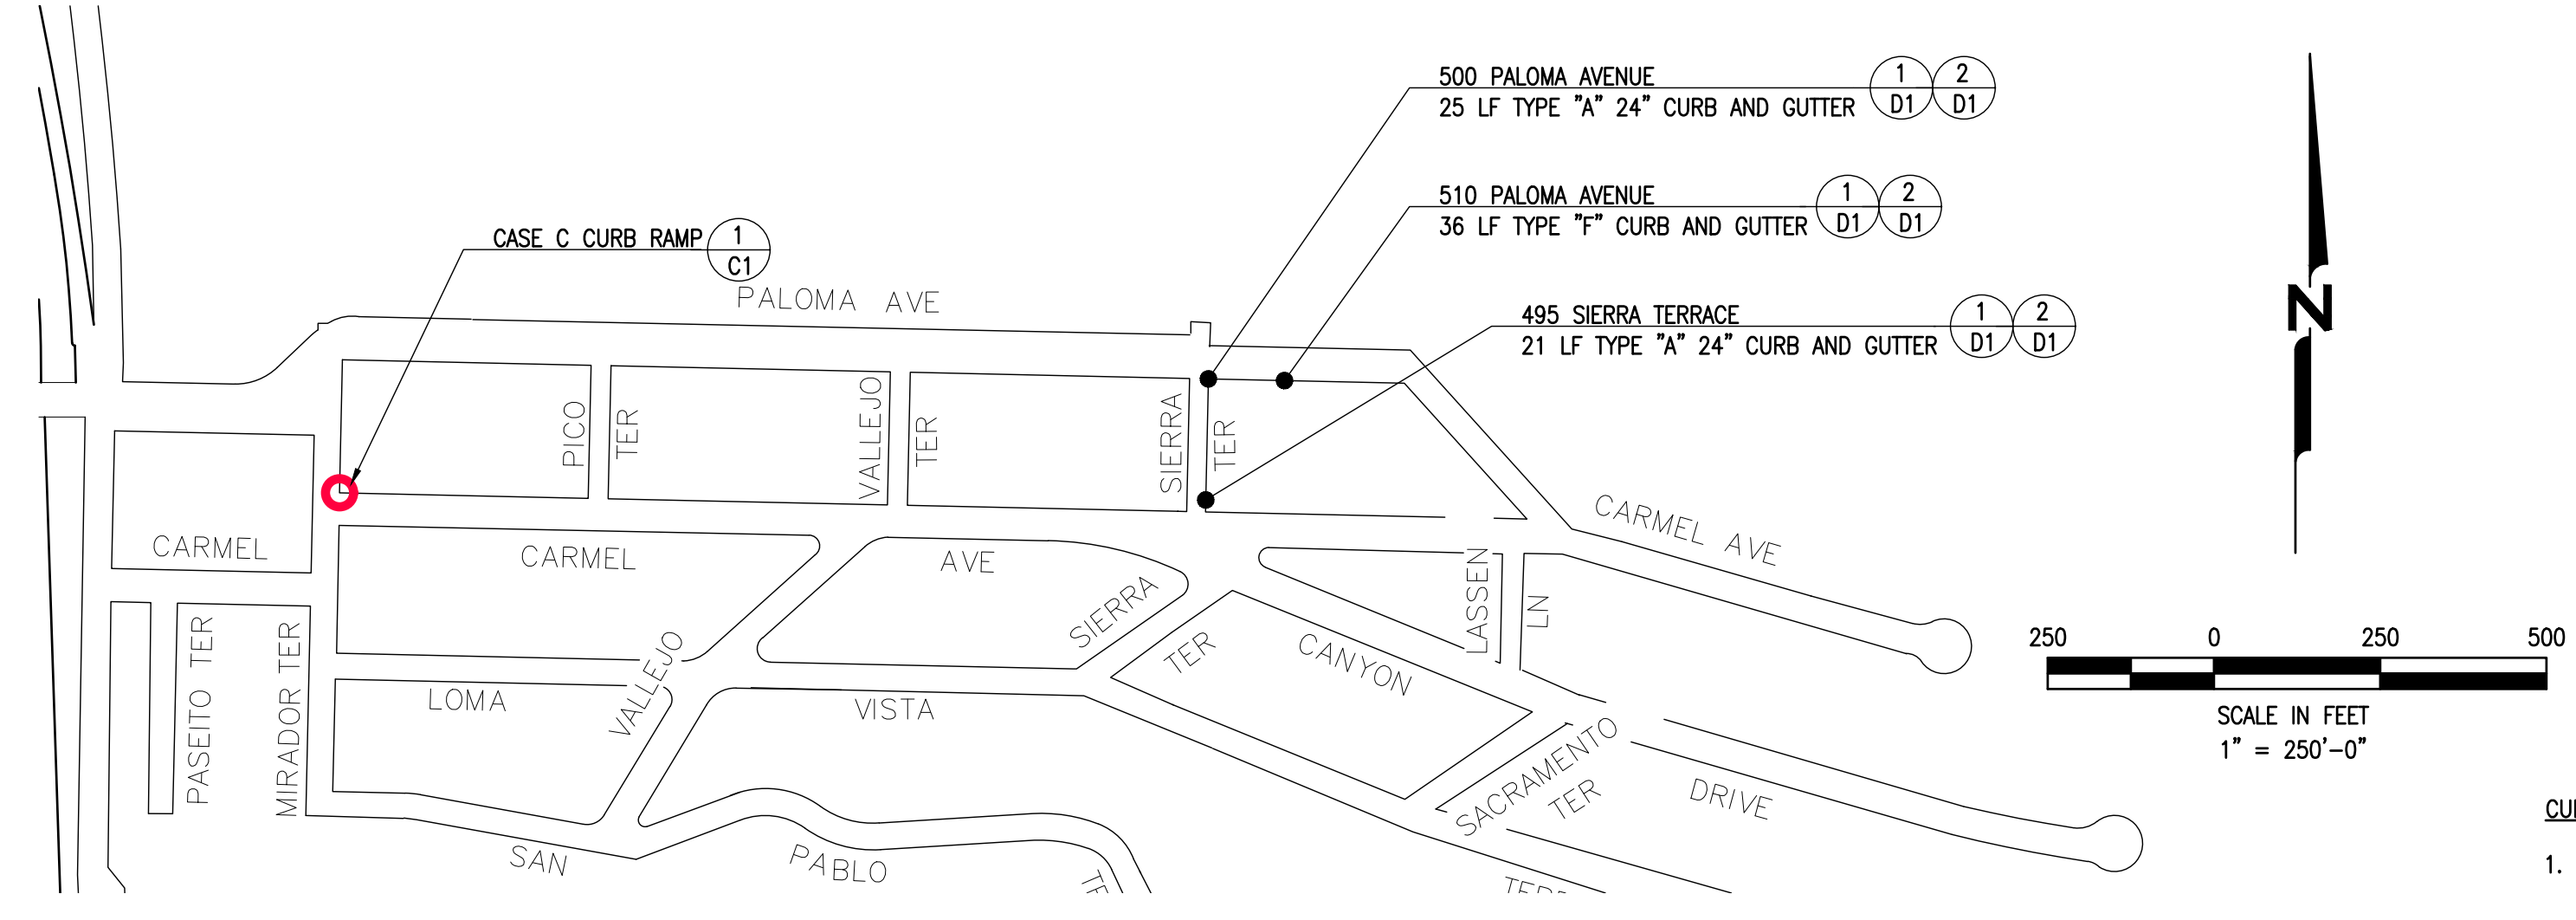 500 PALOMA AVENUE
25 LF TYPE "A" 24" CURB AND GUTTER
1
D1
2
D1
510 PALOMA AVENUE
36 LF TYPE "F" CURB AND GUTTER
1
D1
2
D1
CASE C CURB RAMP
1
C1
495 SIERRA TERRACE
21 LF TYPE "A" 24" CURB AND GUTTER
1
D1
2
D1
N
PALOMA AVE
PICO
TER
VALLEJO
TER
SIERRA
TER
CARMEL AVE
CARMEL
CARMEL
AVE
SIERRA
TER
LASSEN
LN
CANYON
PASEITO TER
MIRADOR TER
LOMA
VALLEJO
VISTA
SACRAMENTO
TER
DRIVE
SAN
PABLO
250 0 250 500
SCALE IN FEET
1" = 250'-0"
1.